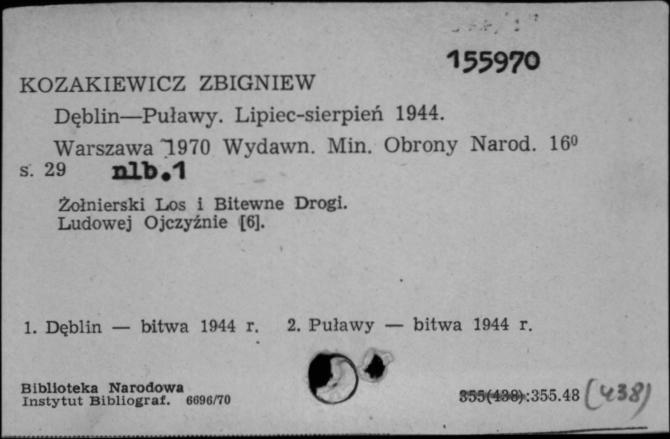 155970
KOZAKIEWICZ ZBIGNIEW
Dęblin—Puławy. Lipiec-sierpień 1944.
Warszawa 1970 Wydawn. Min. Obrony Narod. 16⁰
s. 29 nlb.1
Żołnierski Los i Bitewne Drogi.
Ludowej Ojczyźnie [6].
1. Dęblin — bitwa 1944 r. 2. Puławy — bitwa 1944 r.
Biblioteka Narodowa
Instytut Bibliograf. 6696/70
355(438):355.48 (438)